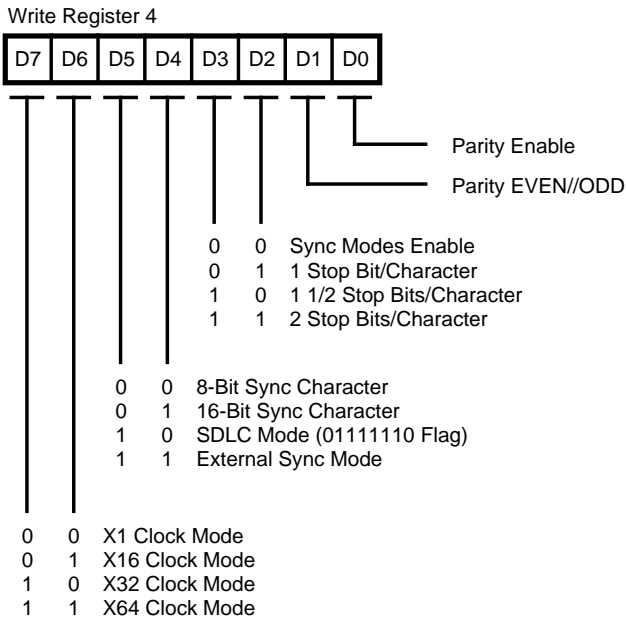 Write Register 4
D7 D6 D5 D4 D3 D2 D1 D0
Parity Enable
Parity EVEN//ODD
0 0 Sync Modes Enable
0 1 1 Stop Bit/Character
1 0 1 1/2 Stop Bits/Character
1 1 2 Stop Bits/Character
0 0 8-Bit Sync Character
0 1 16-Bit Sync Character
1 0 SDLC Mode (01111110 Flag)
1 1 External Sync Mode
0 0 X1 Clock Mode
0 1 X16 Clock Mode
1 0 X32 Clock Mode
1 1 X64 Clock Mode